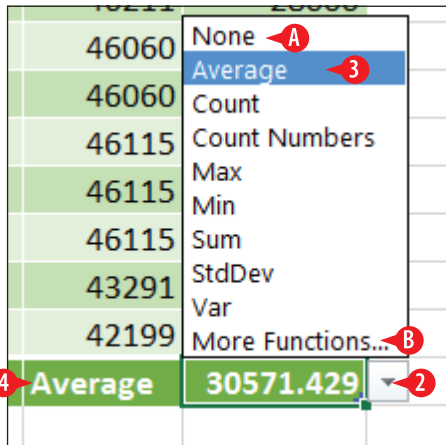 None A
46060 Average 3
46060 Count
46115 Count Numbers
Max
46115 Min
46115 Sum
43291 StdDev
Var
42199 More Functions... B
4 Average 30571.429 2